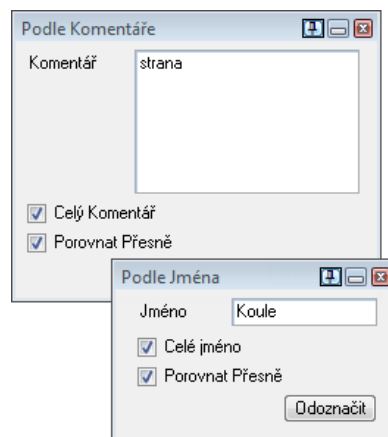 Podle Komentáře
Komentář strana
Celý Komentář
Porovnat Přesně
Podle Jména
Jméno Koule
Celé jméno
Porovnat Přesně
Odoznačit